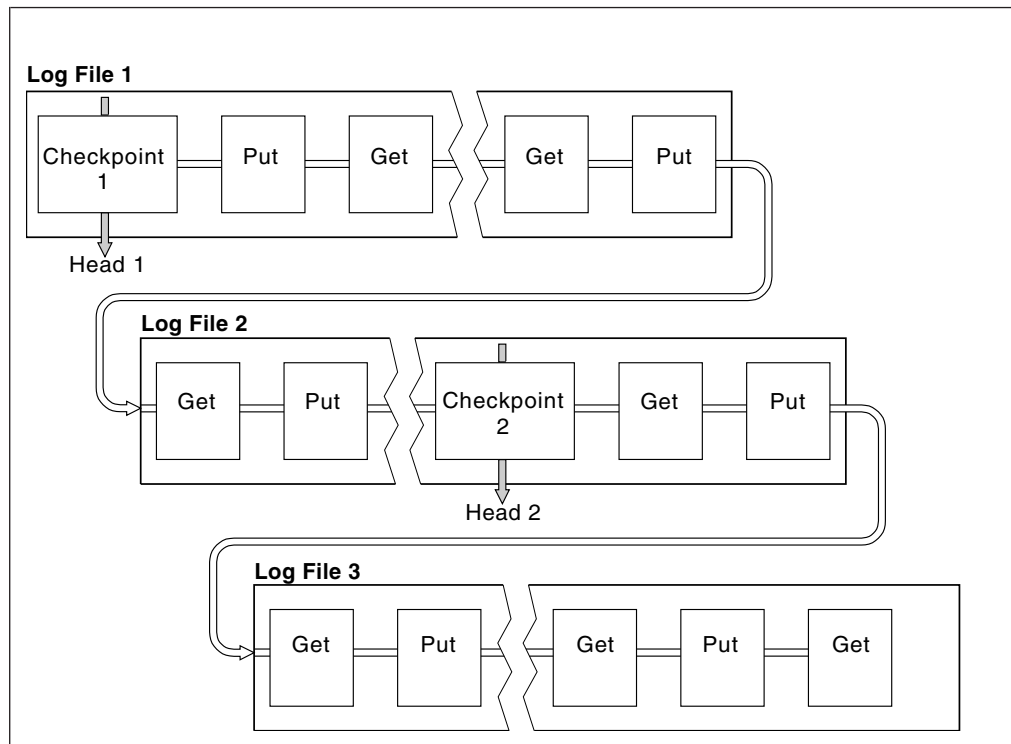 Log File 1
Checkpoint
1
Put
Get
Get
Put
Head 1
Log File 2
Get
Put
Checkpoint
2
Get
Put
Head 2
Log File 3
Get
Put
Get
Put
Get